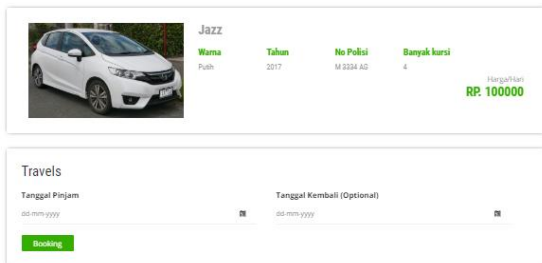 Jazz
Warna Tahun No Polisi Banyak kursi
Putih 2017 M 3334 AG 4
Harga/Hari
RP. 100000
Travels
Tanggal Pinjam Tanggal Kembali (Optional)
dd-mm-yyyy dd-mm-yyyy
Booking